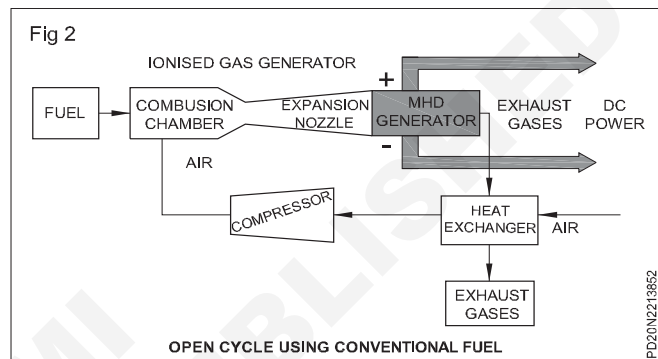 Fig 2
IONISED GAS GENERATOR
FUEL
COMBUSION
CHAMBER
EXPANSION
NOZZLE
+
MHD
GENERATOR
-
EXHAUST
GASES
DC
POWER
AIR
COMPRESSOR
HEAT
EXCHANGER
AIR
EXHAUST
GASES
OPEN CYCLE USING CONVENTIONAL FUEL
PD20N2213852